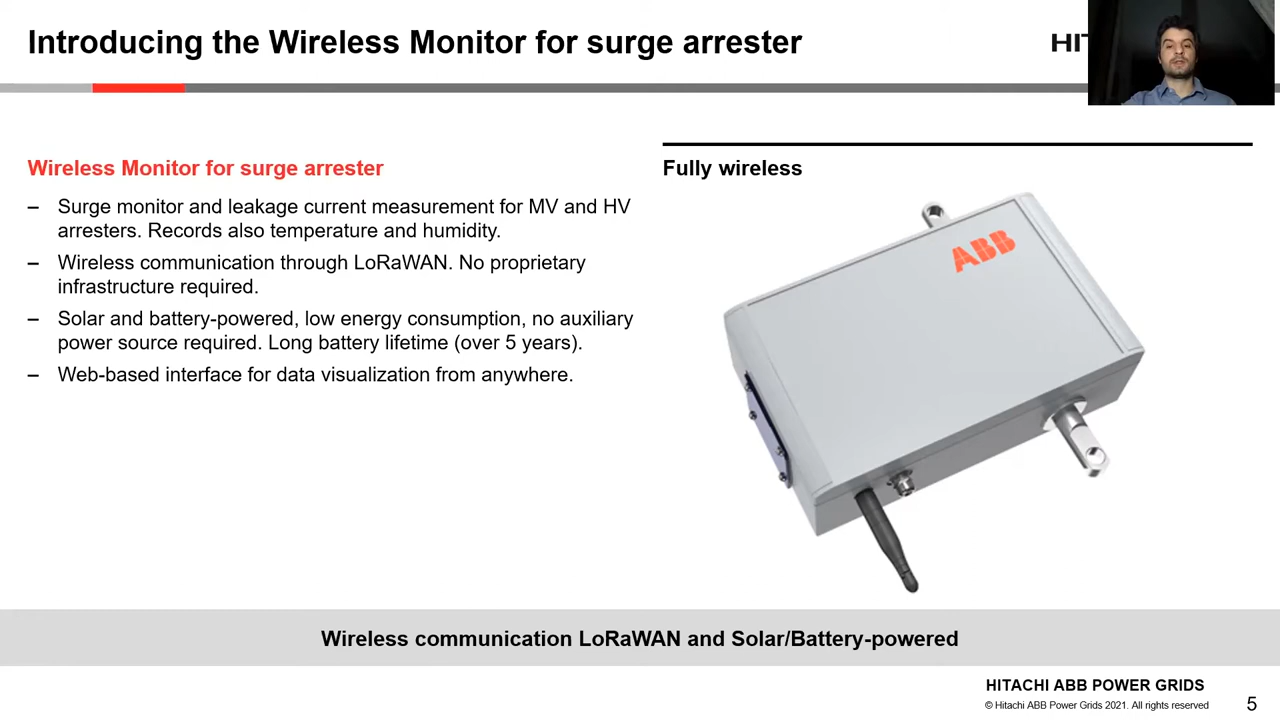 Introducing the Wireless Monitor for surge arrester
HIT
Wireless Monitor for surge arrester
– Surge monitor and leakage current measurement for MV and HV
arresters. Records also temperature and humidity.
– Wireless communication through LoRaWAN. No proprietary
infrastructure required.
– Solar and battery-powered, low energy consumption, no auxiliary
power source required. Long battery lifetime (over 5 years).
– Web-based interface for data visualization from anywhere.
Fully wireless
ABB
Wireless communication LoRaWAN and Solar/Battery-powered
HITACHI ABB POWER GRIDS
© Hitachi ABB Power Grids 2021. All rights reserved
5